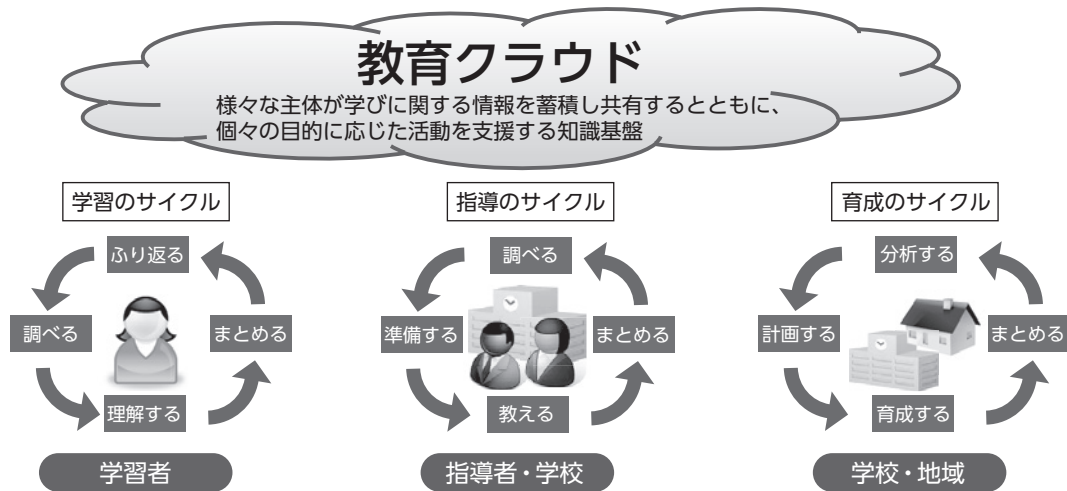 教育クラウド
様々な主体が学びに関する情報を蓄積し共有するとともに、
個々の目的に応じた活動を支援する知識基盤
学習のサイクル
ふり返る
調べる
まとめる
理解する
学習者
指導のサイクル
調べる
準備する
まとめる
教える
指導者・学校
育成のサイクル
分析する
計画する
まとめる
育成する
学校・地域